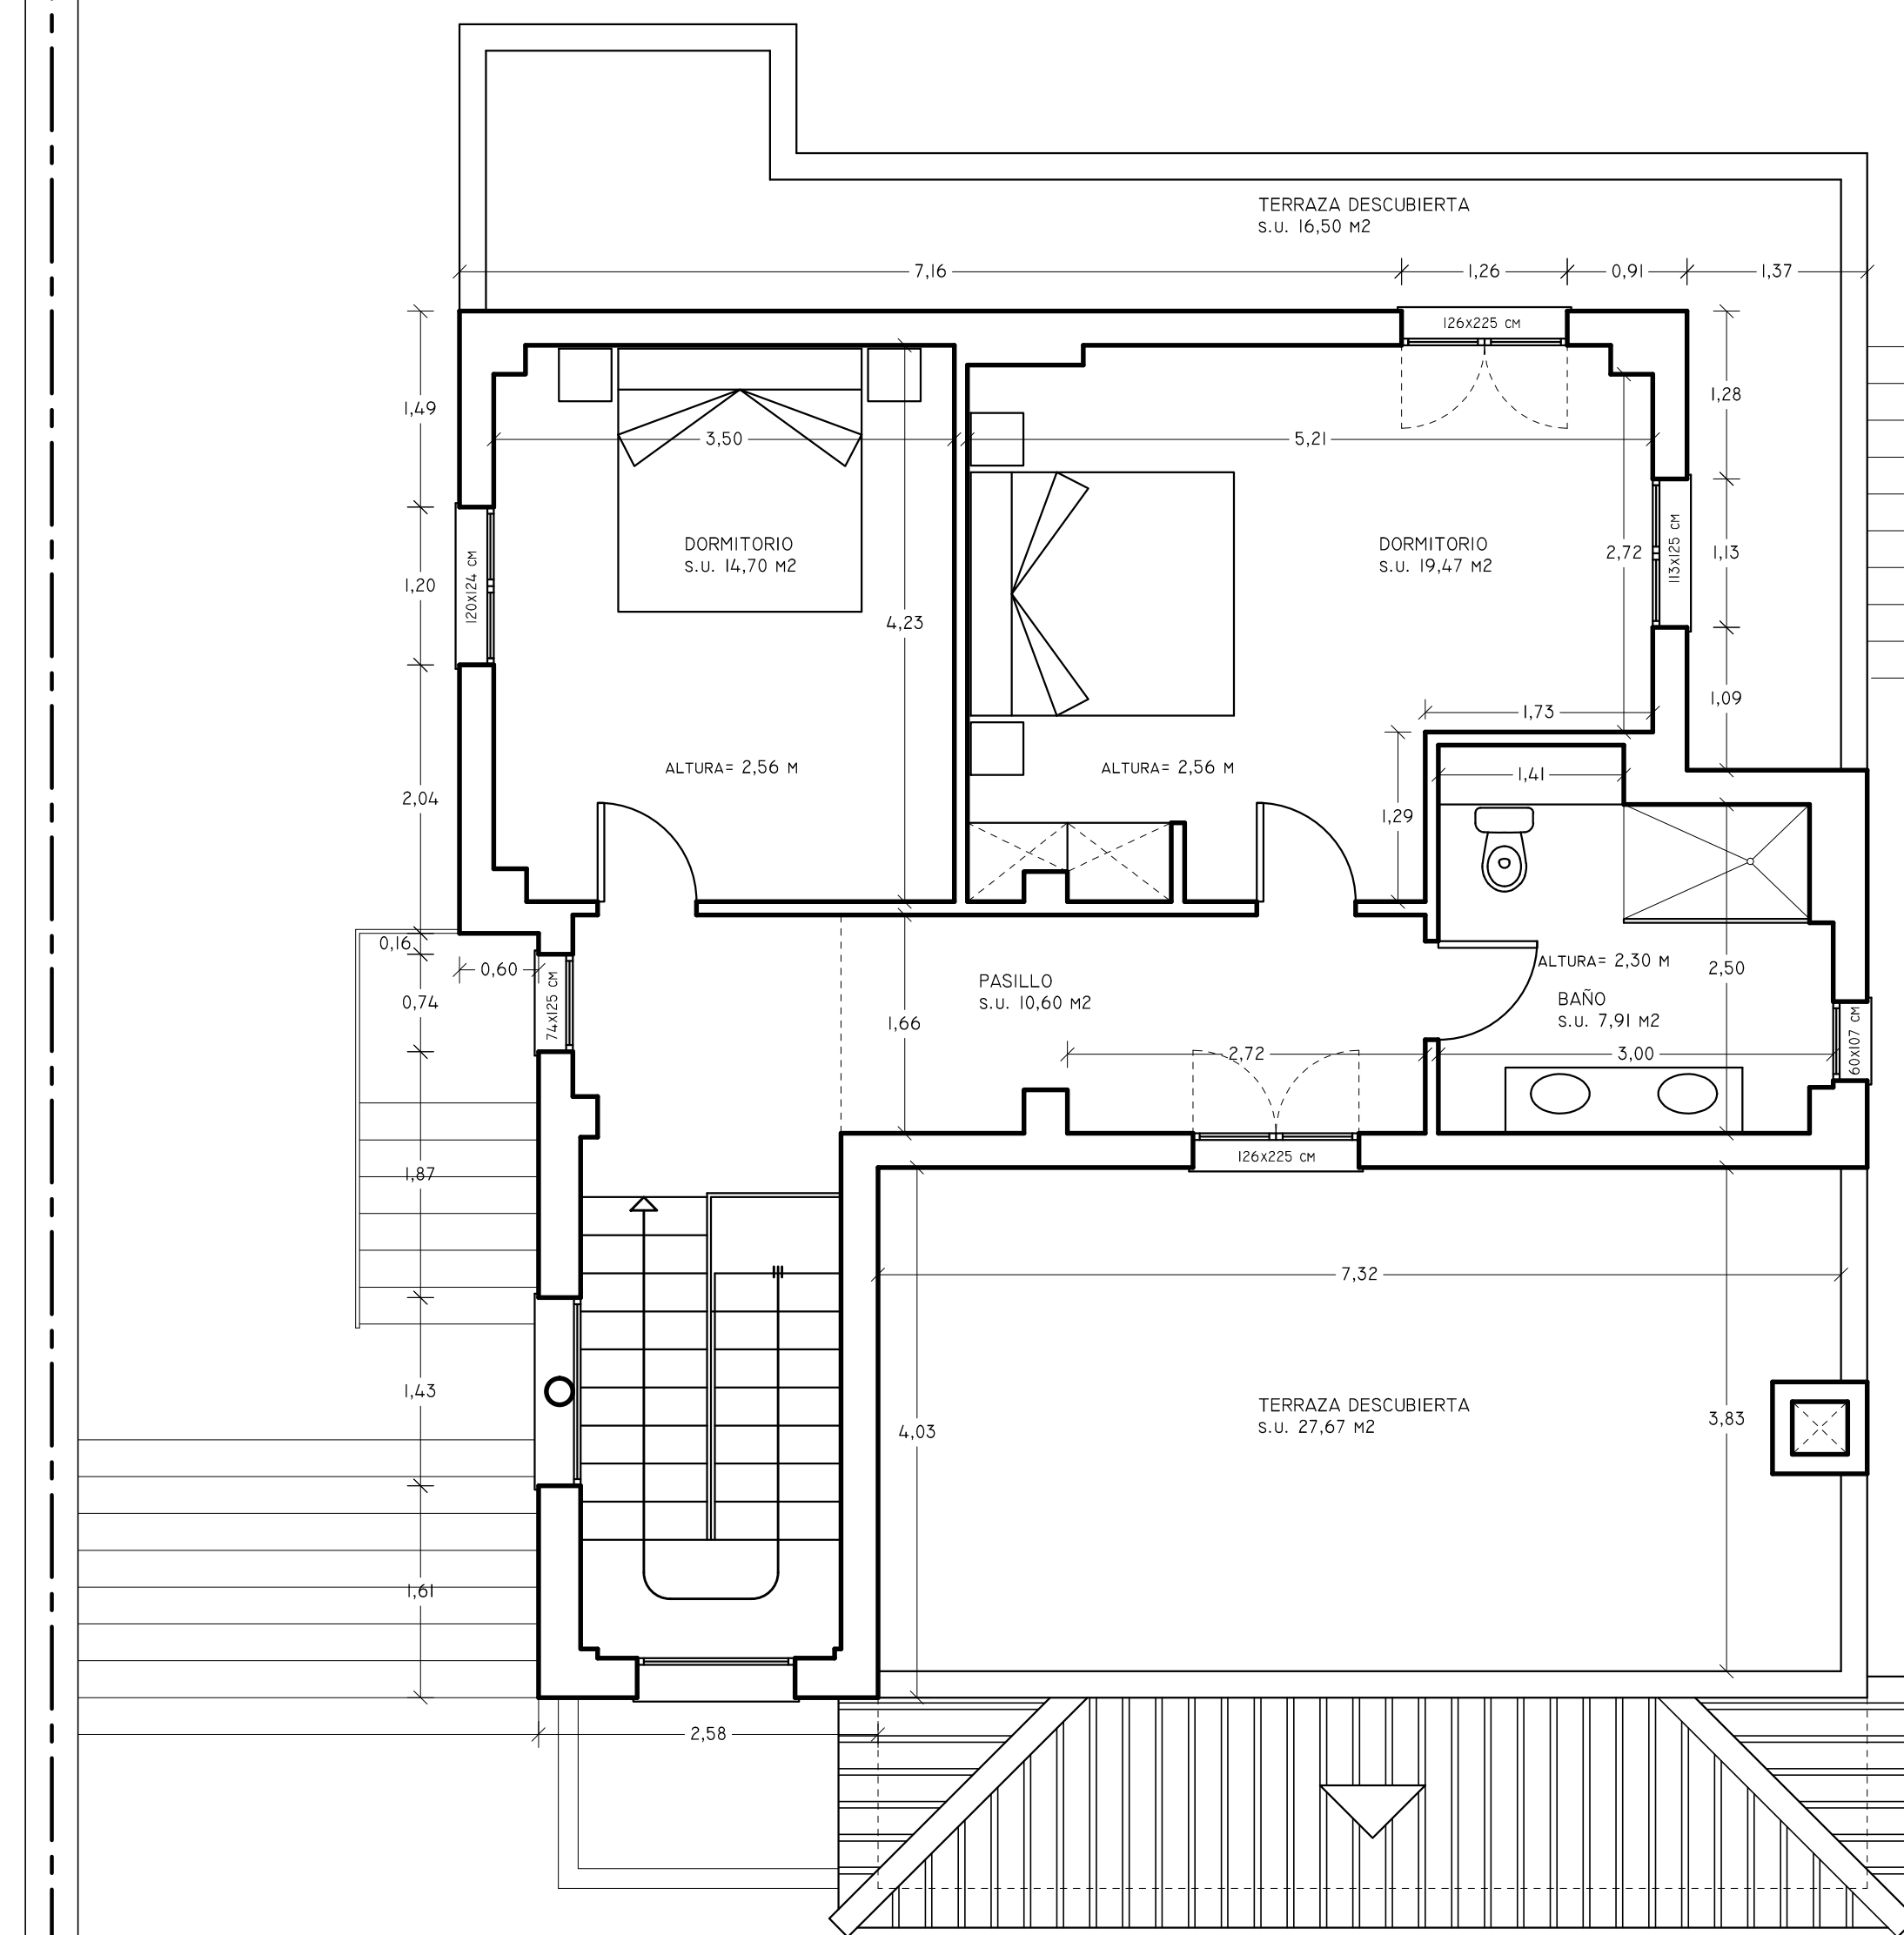 TERRAZA DESCUBIERTA
S.U. 16,50 M2
7,16
1,26
0,91
1,37
126x225 CM
1,49
1,28
3,50
5,21
DORMITORIO
S.U. 14,70 M2
DORMITORIO
S.U. 19,47 M2
2,72
113x125 CM
1,13
1,20
120x124 CM
4,23
1,09
1,73
ALTURA= 2,56 M
ALTURA= 2,56 M
1,41
2,04
1,29
0,16
0,60
ALTURA= 2,30 M
2,50
PASILLO
S.U. 10,60 M2
BAÑO
S.U. 7,91 M2
0,74
74x125 CM
1,66
2,72
3,00
60x107 CM
126x225 CM
1,87
7,32
1,43
TERRAZA DESCUBIERTA
S.U. 27,67 M2
4,03
3,83
1,61
2,58